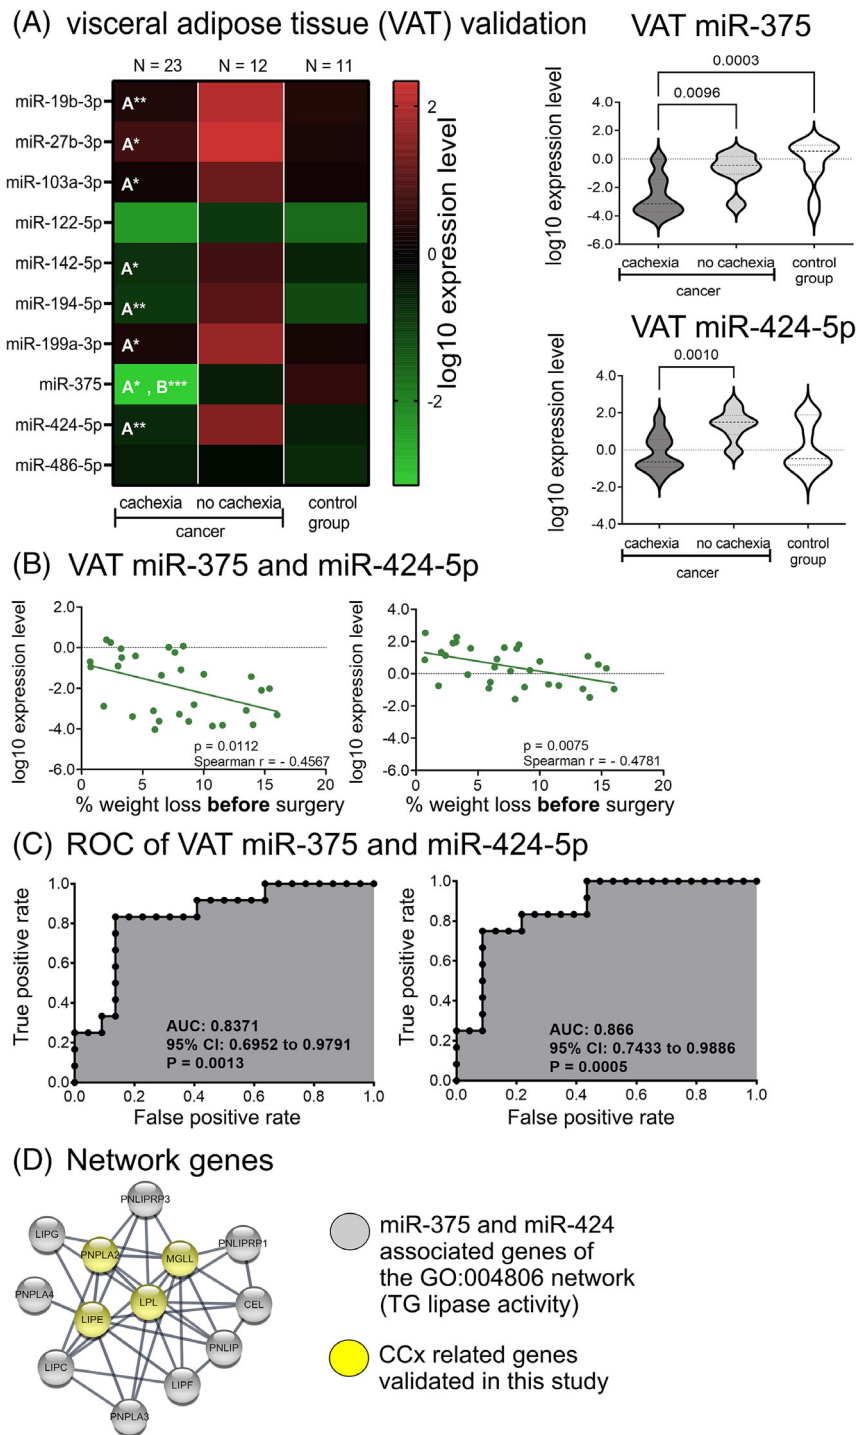 (A) visceral adipose tissue (VAT) validation
N = 23 N = 12 N = 11
miR-19b-3p A**
miR-27b-3p A*
miR-103a-3p A*
miR-122-5p
miR-142-5p A*
miR-194-5p A**
miR-199a-3p A*
miR-375 A* , B***
miR-424-5p A**
miR-486-5p
cachexia no cachexia control
group
cancer
2
0
-2
log10 expression level
VAT miR-375
0.0003
0.0096
4.0
2.0
0.0
-2.0
-4.0
-6.0
log10 expression level
cachexia no cachexia control
group
cancer
VAT miR-424-5p
0.0010
4.0
2.0
0.0
-2.0
-4.0
log10 expression level
cachexia no cachexia control
group
cancer
(B) VAT miR-375 and miR-424-5p
2.0
0.0
-2.0
-4.0
-6.0
log10 expression level
p = 0.0112
Spearman r = - 0.4567
0 5 10 15 20
% weight loss before surgery
4.0
2.0
0.0
-2.0
-4.0
-6.0
log10 expression level
p = 0.0075
Spearman r = - 0.4781
0 5 10 15 20
% weight loss before surgery
(C) ROC of VAT miR-375 and miR-424-5p
1.0
0.8
0.6
0.4
0.2
0.0
True positive rate
AUC: 0.8371
95% CI: 0.6952 to 0.9791
P = 0.0013
0.0 0.2 0.4 0.6 0.8 1.0
False positive rate
1.0
0.8
0.6
0.4
0.2
0.0
True positive rate
AUC: 0.866
95% CI: 0.7433 to 0.9886
P = 0.0005
0.0 0.2 0.4 0.6 0.8 1.0
False positive rate
(D) Network genes
PNLIPRP3
LIPG
PNPLA2
MGLL
PNLIPRP1
PNPLA4
LPL
CEL
LIPE
PNLIP
LIPC
LIPF
PNPLA3
miR-375 and miR-424
associated genes of
the GO:004806 network
(TG lipase activity)
CCx related genes
validated in this study